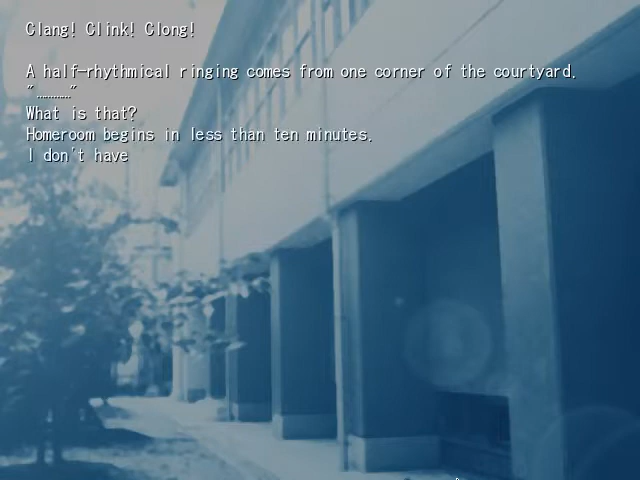 Clang! Clink! Clong!
A half-rhythmical ringing comes from one corner of the courtyard.
"…………"
What is that?
Homeroom begins in less than ten minutes.
I don't have